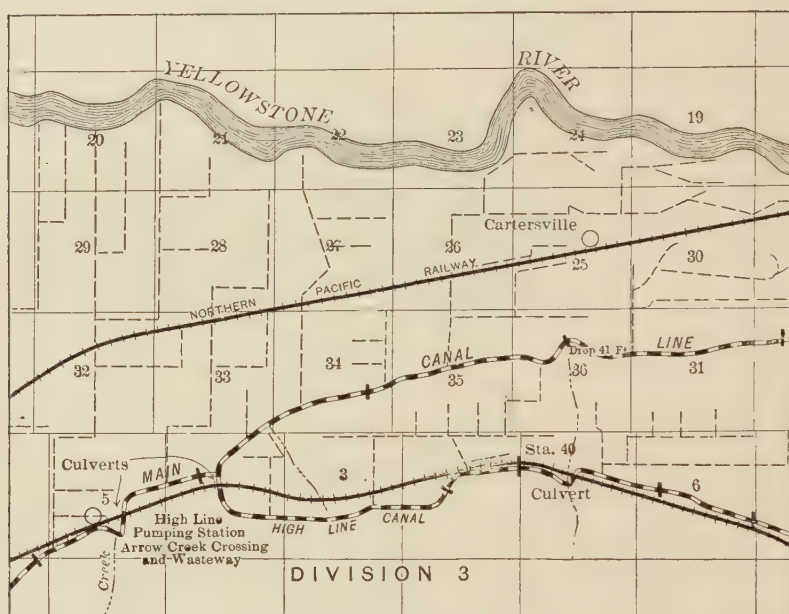 YELLOWSTONE RIVER
20 21 22 23 24 19
29 28 27 26 25 30
Cartersville
NORTHERN PACIFIC RAILWAY
32 33 34 35 36 31
CANAL LINE
Drop 41 Ft.
Sta. 40
Culverts
MAIN
5 3 6
Culvert
High Line
Pumping Station
Arrow Creek Crossing
and Wasteway
HIGH LINE CANAL
Creek
DIVISION 3